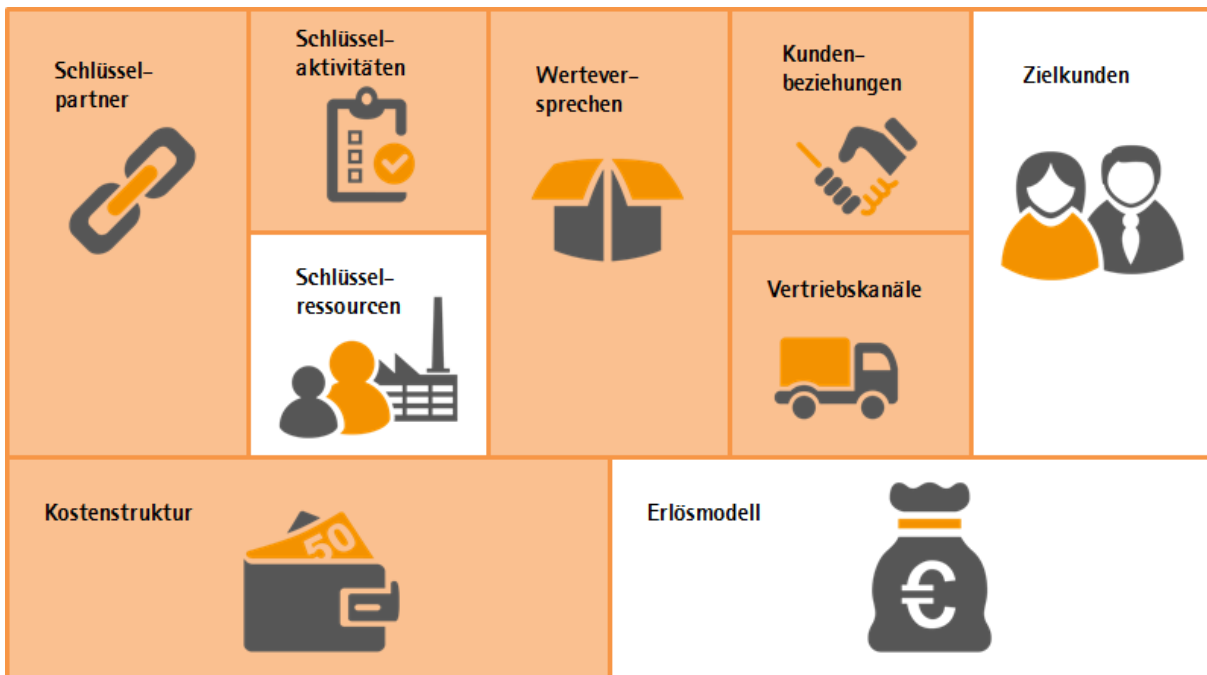 Schlüssel-
partner
Schlüssel-
aktivitäten
Schlüssel-
ressourcen
Wertever-
sprechen
Kunden-
beziehungen
Vertriebskanäle
Zielkunden
Kostenstruktur
50
Erlösmodell
€